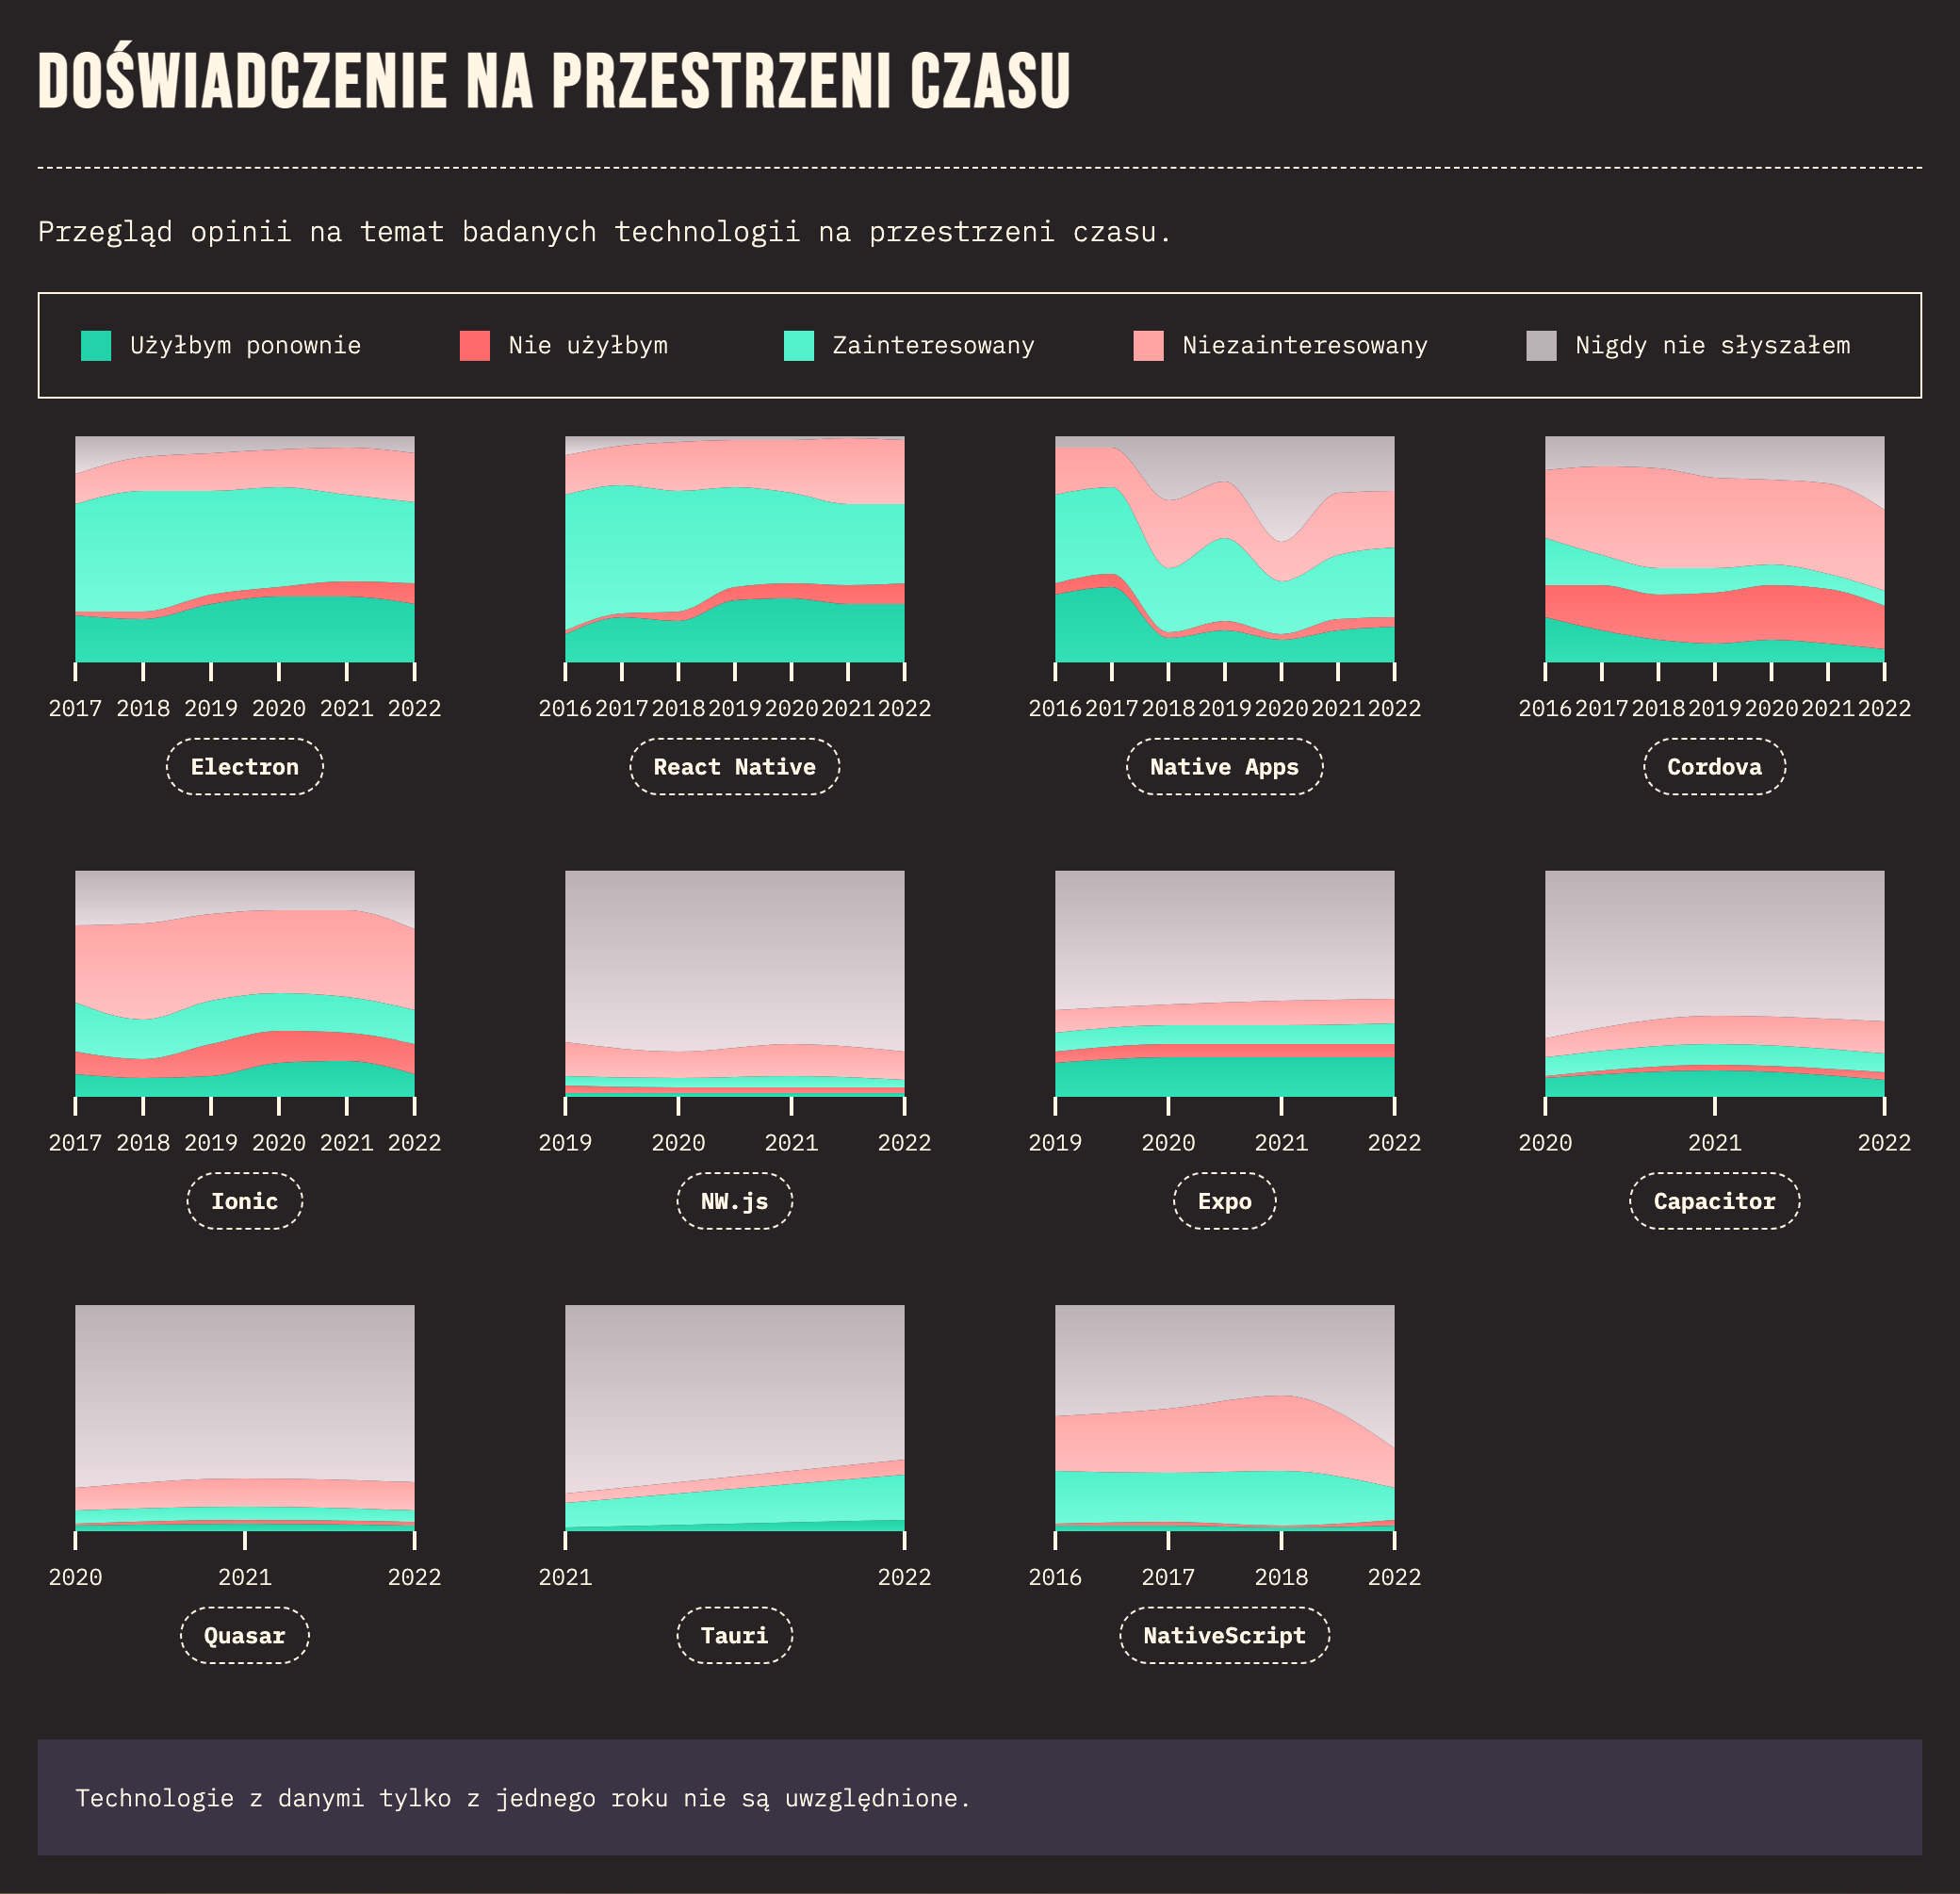 DOŚWIADCZENIE NA PRZESTRZENI CZASU
Przegląd opinii na temat badanych technologii na przestrzeni czasu.
Użyłbym ponownie Nie użyłbym Zainteresowany Niezainteresowany Nigdy nie słyszałem
2017 2018 2019 2020 2021 2022
Electron
2016 2017 2018 2019 2020 2021 2022
React Native
2016 2017 2018 2019 2020 2021 2022
Native Apps
2016 2017 2018 2019 2020 2021 2022
Cordova
2017 2018 2019 2020 2021 2022
Ionic
2019 2020 2021 2022
NW.js
2019 2020 2021 2022
Expo
2020 2021 2022
Capacitor
2020 2021 2022
Quasar
2021 2022
Tauri
2016 2017 2018 2022
NativeScript
Technologie z danymi tylko z jednego roku nie są uwzględnione.